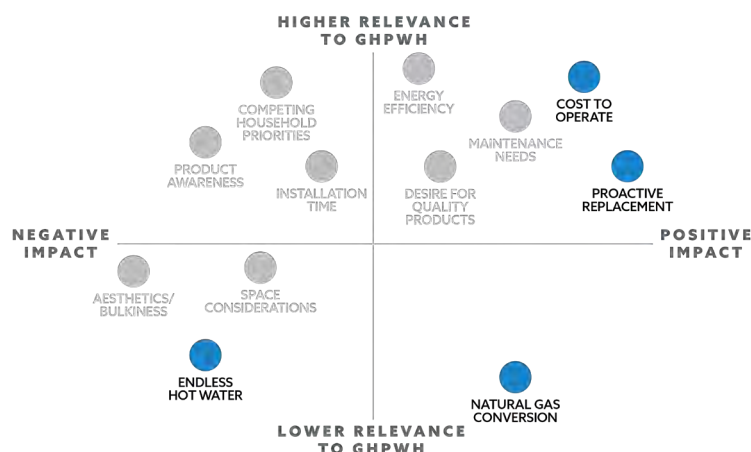 HIGHER RELEVANCE
TO GHPWH
ENERGY
EFFICIENCY
COST TO
OPERATE
COMPETING
HOUSEHOLD
PRIORITIES
MAINTENANCE
NEEDS
PRODUCT
AWARENESS
INSTALLATION
TIME
DESIRE FOR
QUALITY
PRODUCTS
PROACTIVE
REPLACEMENT
NEGATIVE
IMPACT
POSITIVE
IMPACT
AESTHETICS/
BULKINESS
SPACE
CONSIDERATIONS
ENDLESS
HOT WATER
NATURAL GAS
CONVERSION
LOWER RELEVANCE
TO GHPWH